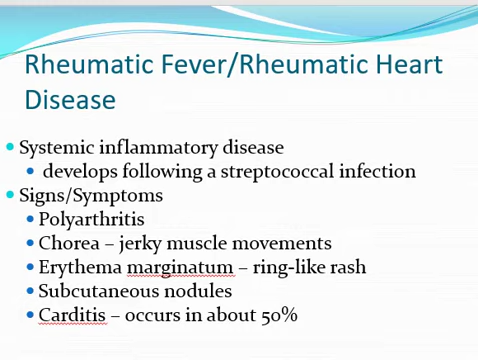 Rheumatic Fever/Rheumatic Heart
Disease
• Systemic inflammatory disease
• develops following a streptococcal infection
• Signs/Symptoms
• Polyarthritis
• Chorea – jerky muscle movements
• Erythema marginatum – ring-like rash
• Subcutaneous nodules
• Carditis – occurs in about 50%